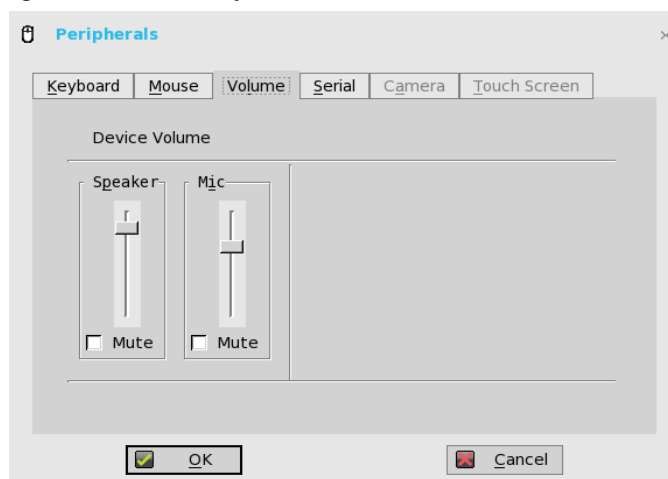 Peripherals
Keyboard Mouse Volume Serial Camera Touch Screen
Device Volume
Speaker Mic
Mute Mute
OK Cancel